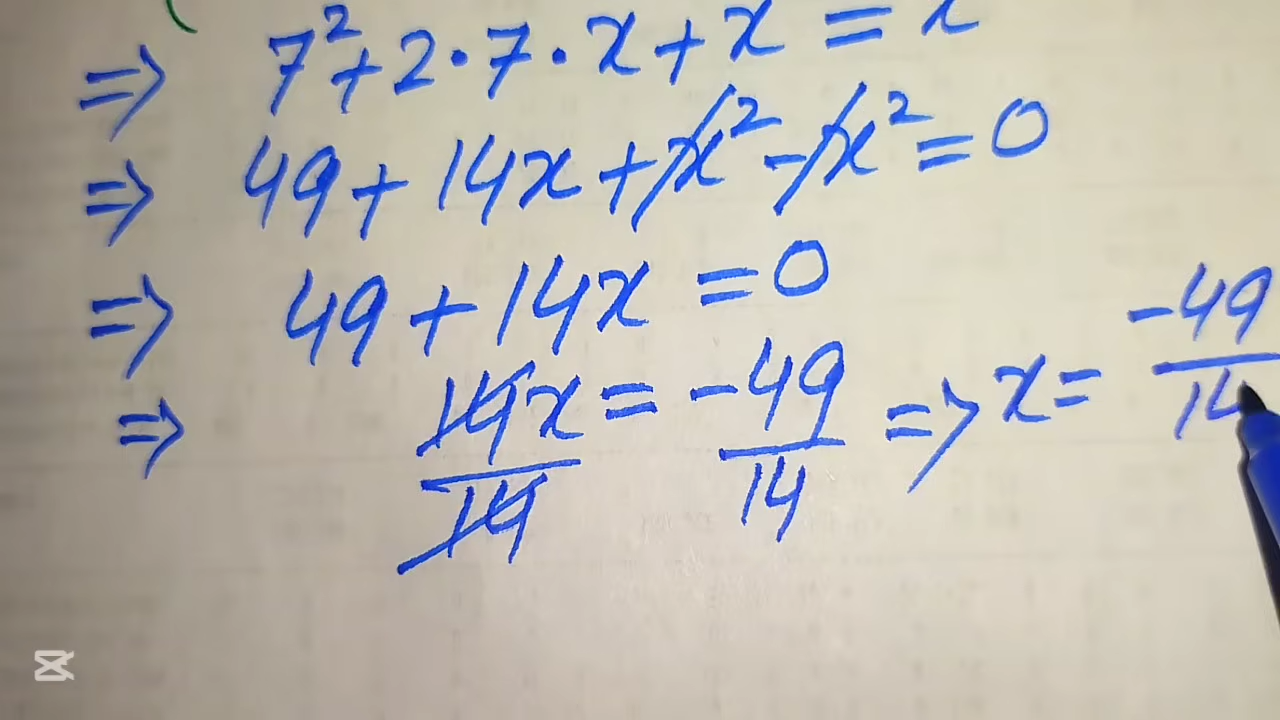 ⇒ 7² + 2·7·x + x = x
⇒ 49 + 14x + x² - x² = 0
⇒ 49 + 14x = 0
⇒ 14x/14 = -49/14 ⇒ x = -49/14